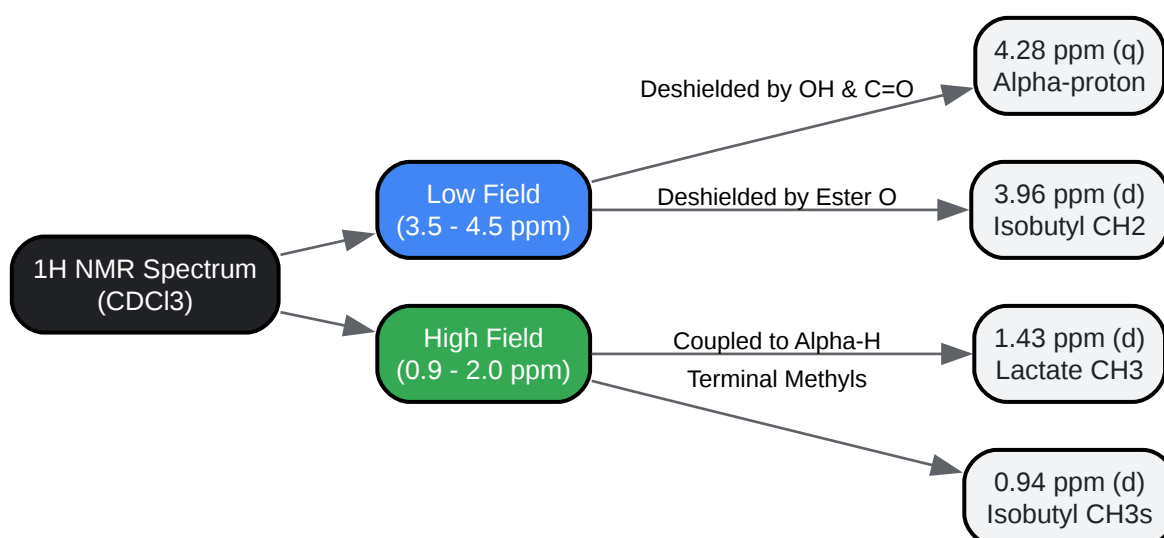 1H NMR Spectrum
(CDCl3)
Low Field
(3.5 - 4.5 ppm)
High Field
(0.9 - 2.0 ppm)
Deshielded by OH & C=O
Deshielded by Ester O
Coupled to Alpha-H
Terminal Methyls
4.28 ppm (q)
Alpha-proton
3.96 ppm (d)
Isobutyl CH2
1.43 ppm (d)
Lactate CH3
0.94 ppm (d)
Isobutyl CH3s